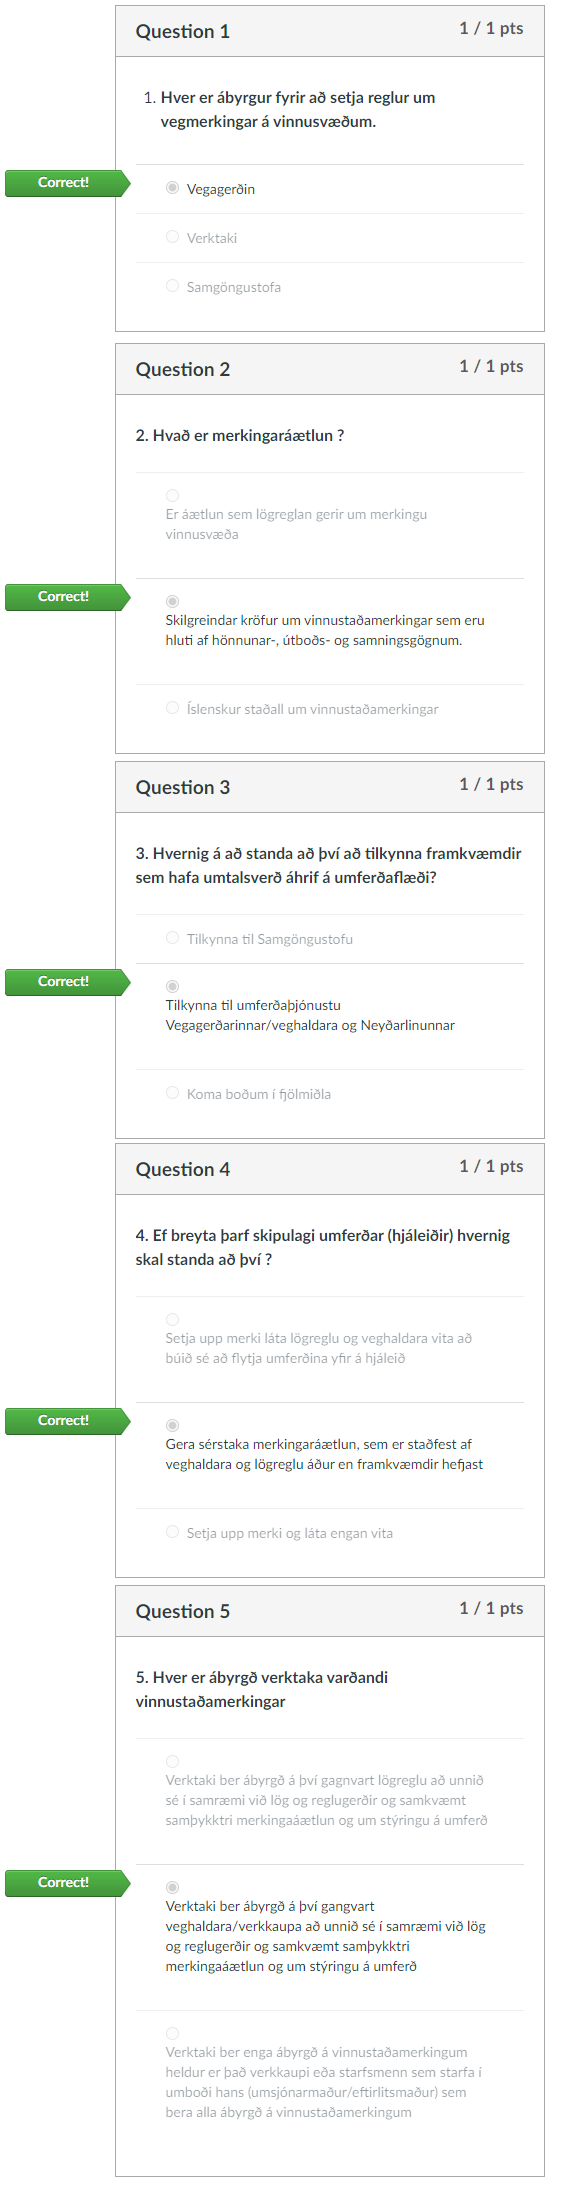 Question 1
1 / 1 pts
1. Hver er ábyrgur fyrir að setja reglur um
vegmerkingar á vinnusvæðum.
Correct!
Vegagerðin
Verktaki
Samgöngustofa
Question 2
1 / 1 pts
2. Hvað er merkingaráætlun ?
Er áætlun sem lögreglan gerir um merkingu
vinnusvæða
Correct!
Skilgreindar kröfur um vinnustaðamerkingar sem eru
hluti af hönnunar-, útboðs- og samningsgögnum.
Íslenskur staðall um vinnustaðamerkingar
Question 3
1 / 1 pts
3. Hvernig á að standa að því að tilkynna framkvæmdir
sem hafa umtalsverð áhrif á umferðaflæði?
Tilkynna til Samgöngustofu
Correct!
Tilkynna til umferðaþjónustu
Vegagerðarinnar/veghaldara og Neyðarlinunnar
Koma boðum í fjölmiðla
Question 4
1 / 1 pts
4. Ef breyta þarf skipulagi umferðar (hjáleiðir) hvernig
skal standa að því ?
Setja upp merki láta lögreglu og veghaldara vita að
búið sé að flytja umferðina yfir á hjáleið
Correct!
Gera sérstaka merkingaráætlun, sem er staðfest af
veghaldara og lögreglu áður en framkvæmdir hefjast
Setja upp merki og láta engan vita
Question 5
1 / 1 pts
5. Hver er ábyrgð verktaka varðandi
vinnustaðamerkingar
Verktaki ber ábyrgð á því gagnvart lögreglu að unnið
sé í samræmi við lög og reglugerðir og samkvæmt
samþykktri merkingaáætlun og um stýringu á umferð
Correct!
Verktaki ber ábyrgð á því gangvart
veghaldara/verkkaupa að unnið sé í samræmi við lög
og reglugerðir og samkvæmt samþykktri
merkingaáætlun og um stýringu á umferð
Verktaki ber enga ábyrgð á vinnustaðamerkingum
heldur er það verkkaupi eða starfsmenn sem starfa í
umboði hans (umsjónarmaður/eftirlitsmaður) sem
bera alla ábyrgð á vinnustaðamerkingum